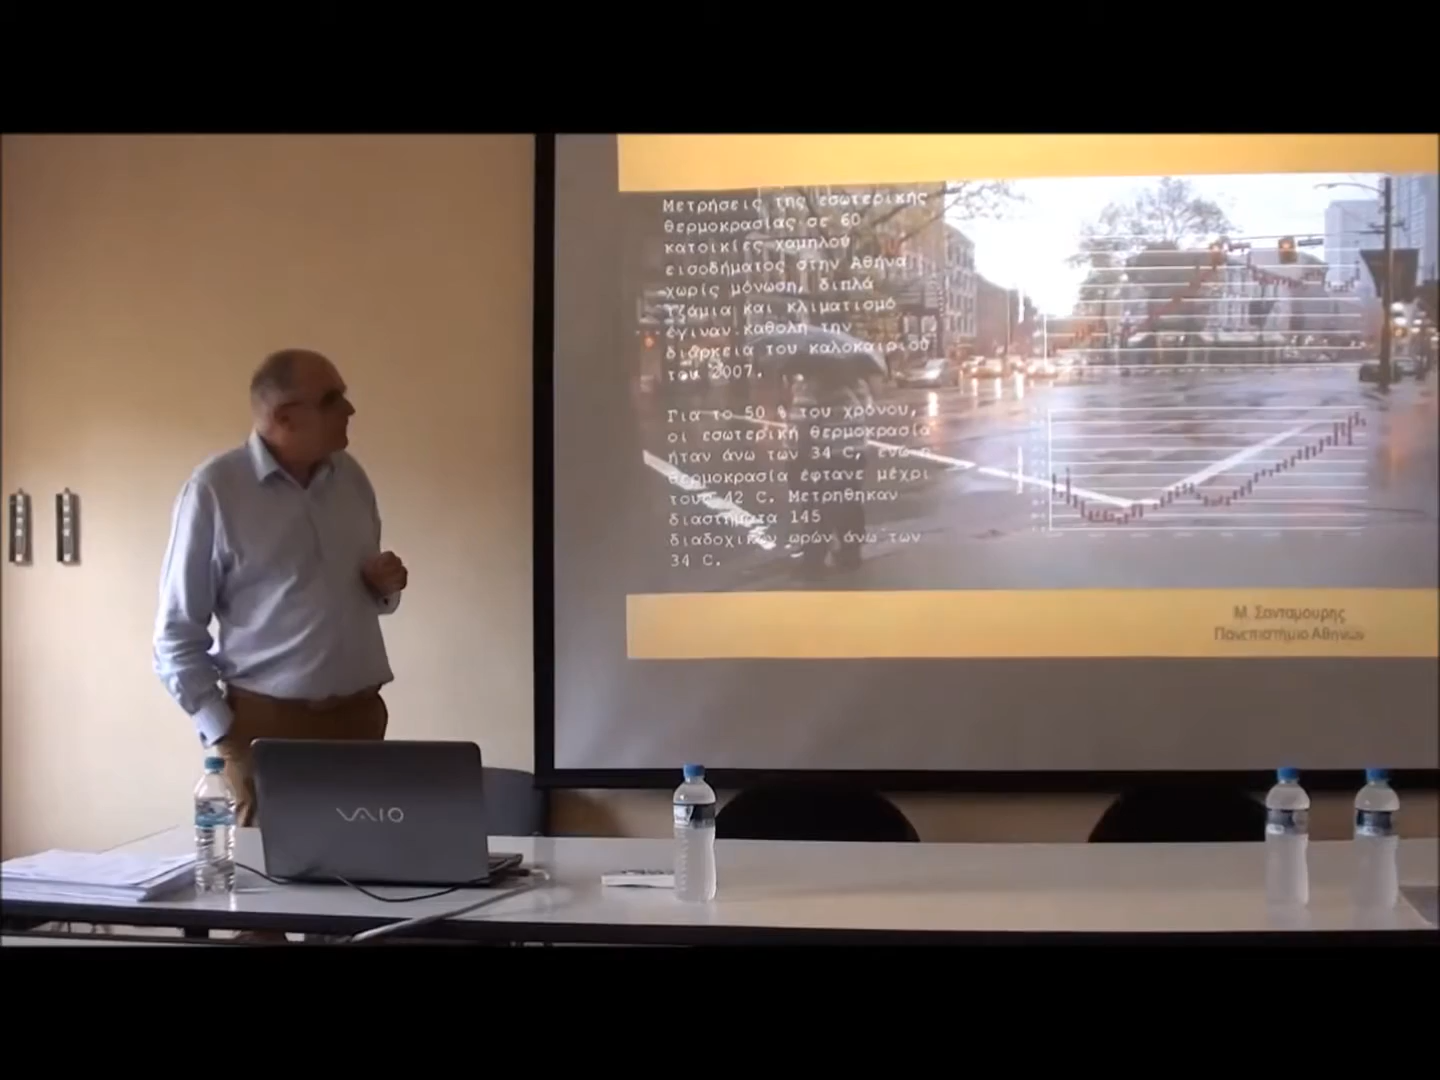 Μετρήσεις της εσωτερικής
θερμοκρασίας σε 60
κατοικίες χαμηλού
εισοδήματος στην Αθήνα
χωρίς μόνωση, διπλά
τζάμια και κλιματισμό
έγιναν καθολη την
διάρκεια του καλοκαιριού
του 2007.
Για το 50 % του χρόνου,
οι εσωτερική θερμοκρασία
ήταν άνω των 34 C, ενώ η
θερμοκρασία έφτανε μέχρι
τους 42 C. Μετρηθηκαν
διαστήματα 145
διαδοχικών ωρών άνω των
34 C.
Μ. Σανταμουρης
Πανεπιστήμιο Αθηνών
VAIO